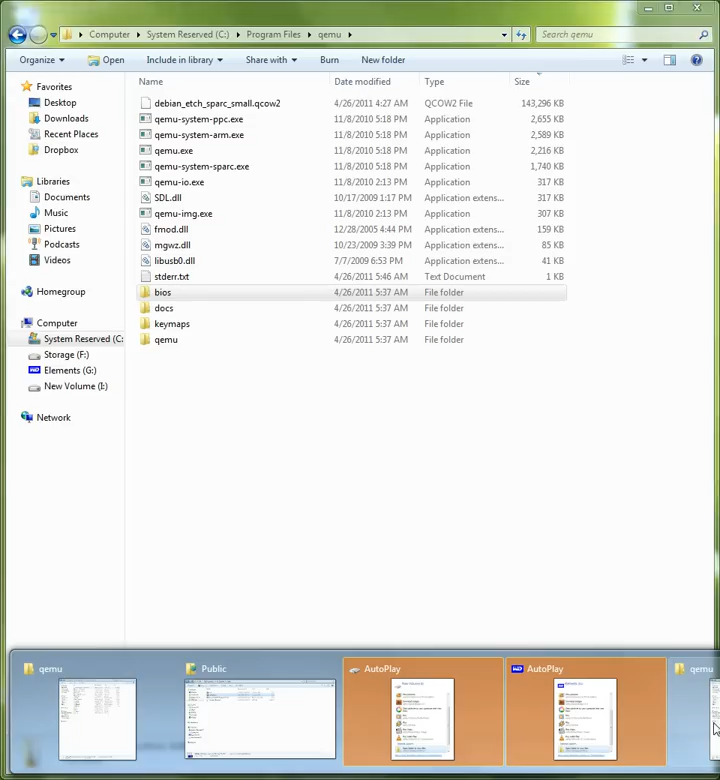 Computer System Reserved (C:) Program Files qemu Search qemu
Organize Open Include in library Share with Burn New folder
Name Date modified Type Size
debian_etch_sparc_small.qcow2 4/26/2011 4:27 AM QCOW2 File 143,296 KB
qemu-system-ppc.exe 11/8/2010 5:18 PM Application 2,655 KB
qemu-system-arm.exe 11/8/2010 5:18 PM Application 2,589 KB
qemu.exe 11/8/2010 5:18 PM Application 2,216 KB
qemu-system-sparc.exe 11/8/2010 5:18 PM Application 1,740 KB
qemu-io.exe 11/8/2010 2:13 PM Application 317 KB
SDL.dll 10/17/2009 1:17 PM Application extens... 317 KB
qemu-img.exe 11/8/2010 2:13 PM Application 307 KB
fmod.dll 12/28/2005 4:44 PM Application extens... 159 KB
mgwz.dll 10/23/2009 3:39 PM Application extens... 85 KB
libusb0.dll 7/7/2009 6:53 PM Application extens... 41 KB
stderr.txt 4/26/2011 5:46 AM Text Document 1 KB
bios 4/26/2011 5:37 AM File folder
docs 4/26/2011 5:37 AM File folder
keymaps 4/26/2011 5:37 AM File folder
qemu 4/26/2011 5:37 AM File folder
Favorites
Desktop
Downloads
Recent Places
Dropbox
Libraries
Documents
Music
Pictures
Podcasts
Videos
Homegroup
Computer
System Reserved (C:
Storage (F:)
Elements (G:)
New Volume (I:)
Network
qemu Public AutoPlay WD AutoPlay qemu